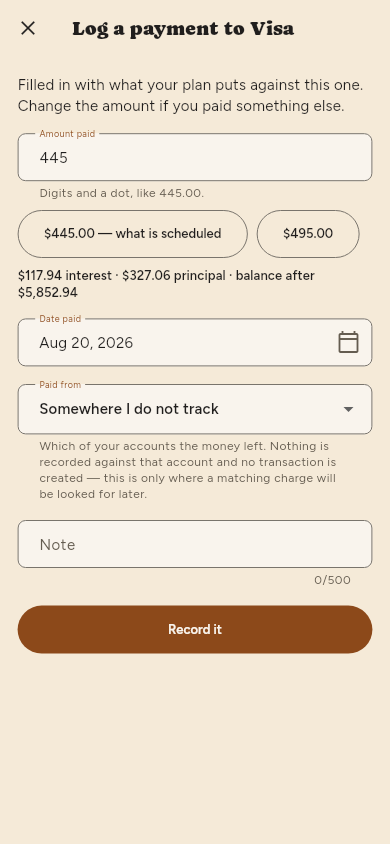 Log a payment to Visa
Filled in with what your plan puts against this one.
Change the amount if you paid something else.
Amount paid
445
Digits and a dot, like 445.00.
$445.00 — what is scheduled
$495.00
$117.94 interest · $327.06 principal · balance after
$5,852.94
Date paid
Aug 20, 2026
Paid from
Somewhere I do not track
Which of your accounts the money left. Nothing is
recorded against that account and no transaction is
created — this is only where a matching charge will
be looked for later.
Note
0/500
Record it